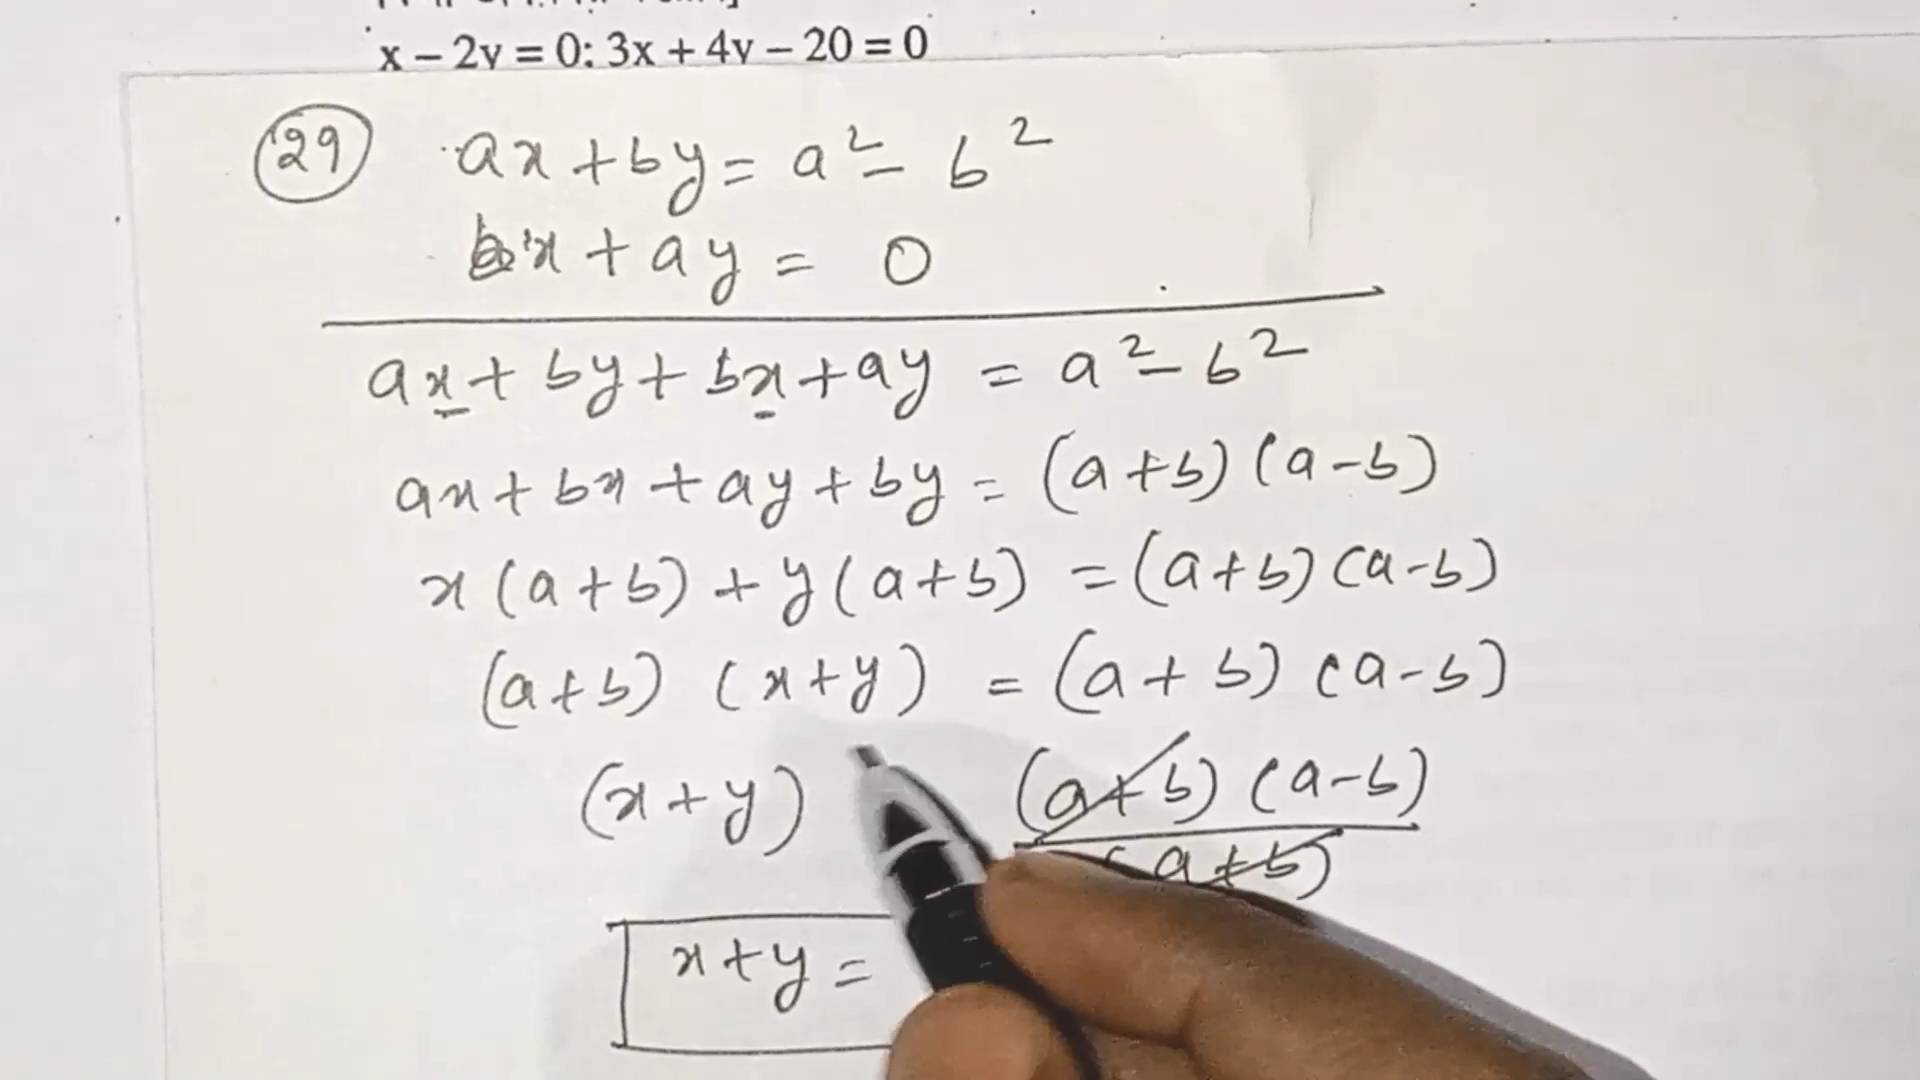 x – 2y = 0; 3x + 4y – 20 = 0
29 ax + by = a² - b²
bx + ay = 0
ax + by + bx + ay = a² - b²
ax + bx + ay + by = (a+b)(a-b)
x(a+b) + y(a+b) = (a+b)(a-b)
(a+b) (x+y) = (a+b)(a-b)
(x+y) (a+b)(a-b)
(a+b)
x+y =